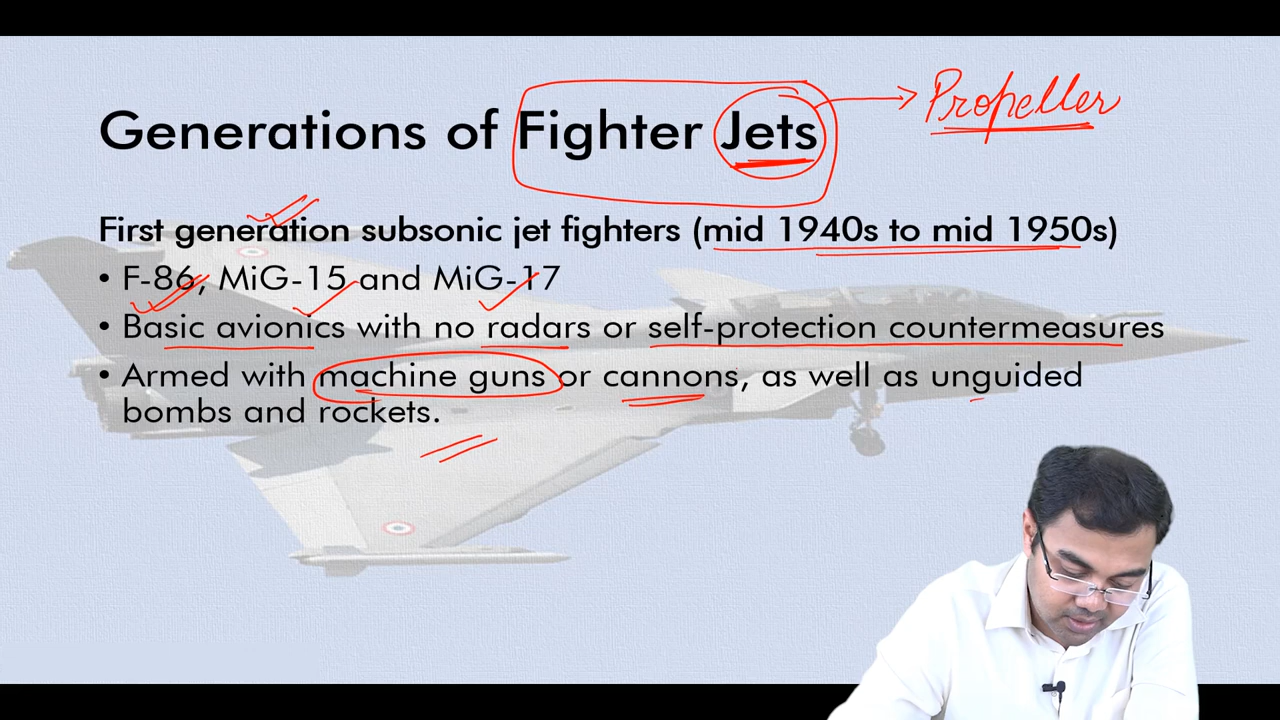 Generations of Fighter Jets
Propeller
First generation subsonic jet fighters (mid 1940s to mid 1950s)
• F-86, MiG-15 and MiG-17
• Basic avionics with no radars or self-protection countermeasures
• Armed with machine guns or cannons, as well as unguided
bombs and rockets.